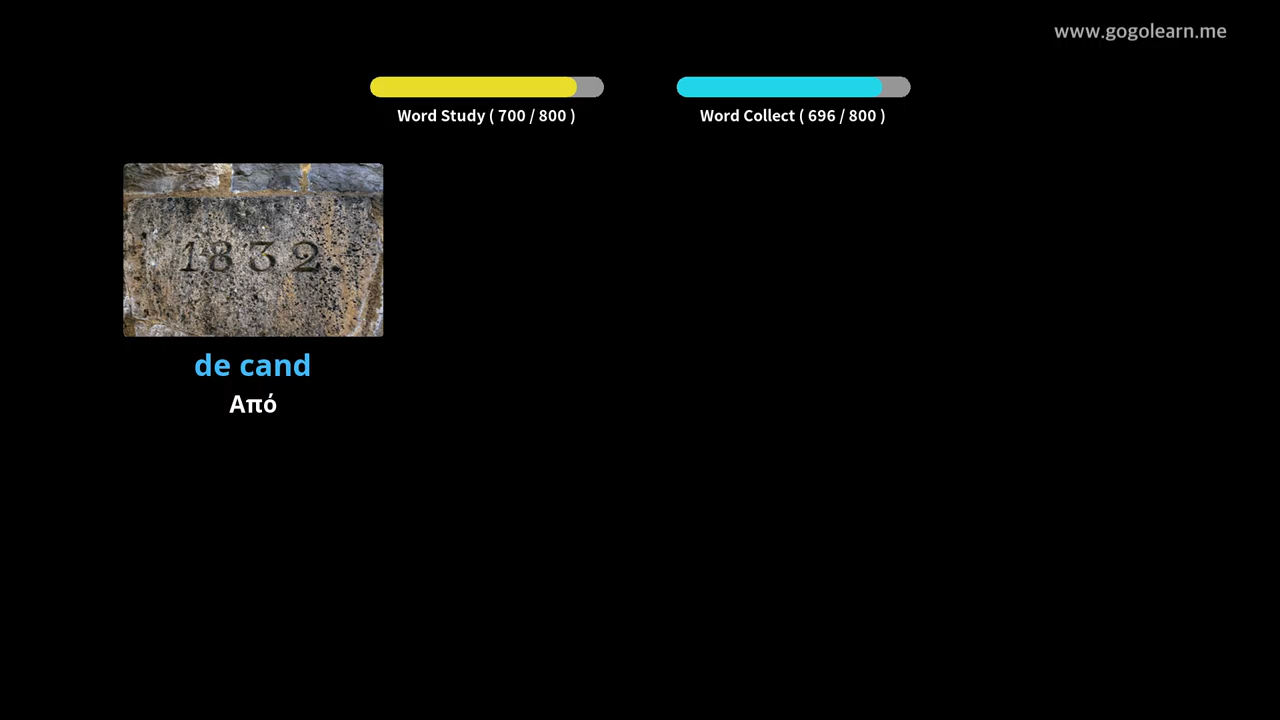 www.gogolearn.me
Word Study ( 700 / 800 )
Word Collect ( 696 / 800 )
1832.
de cand
Από